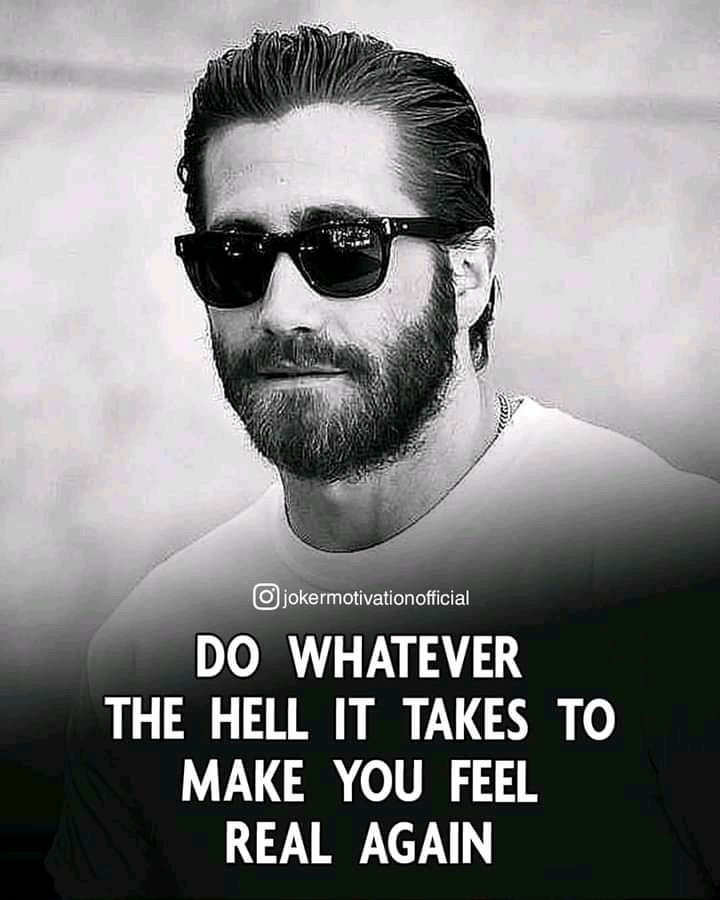 jokermotivationofficial
DO WHATEVER
THE HELL IT TAKES TO
MAKE YOU FEEL
REAL AGAIN